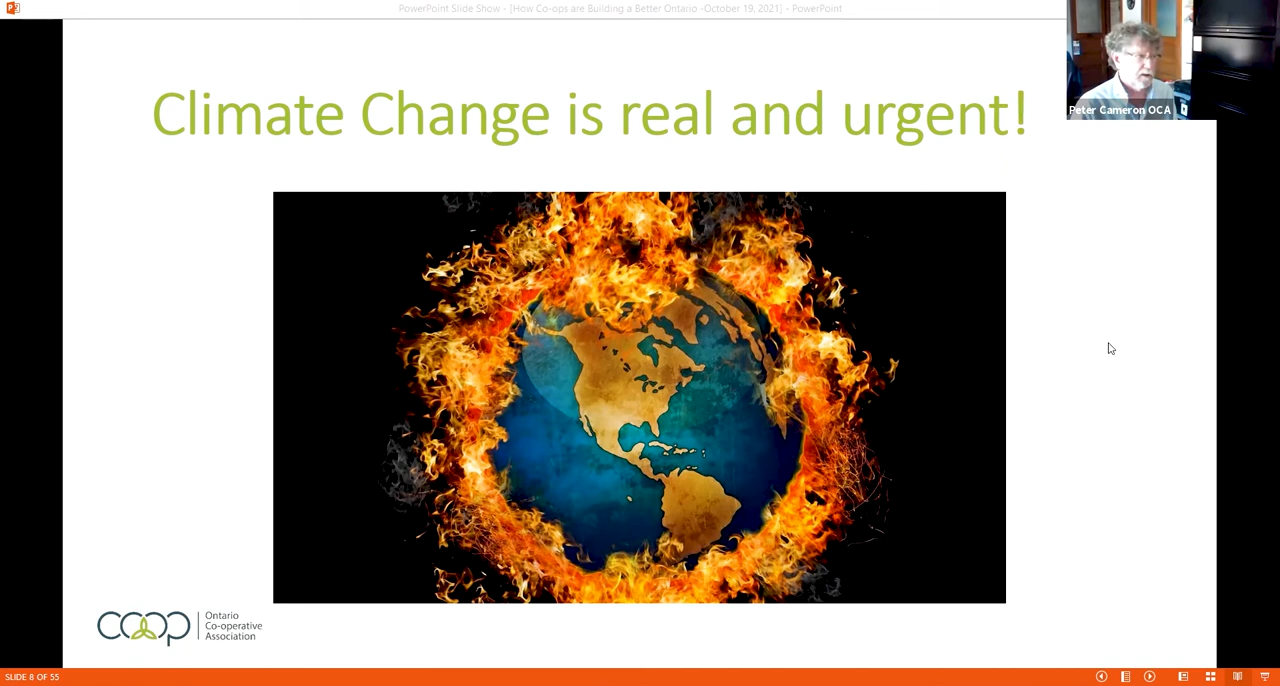 PowerPoint Slide Show - [How Co-ops are Building a Better Ontario -October 19, 2021] - PowerPoint
Peter Cameron OCA
Climate Change is real and urgent!
COOP
Ontario
Co-operative
Association
SLIDE 8 OF 55